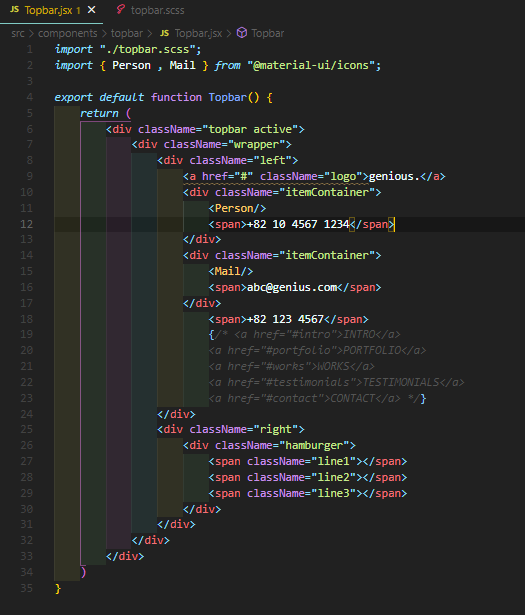 JS Topbar.jsx 1 ✕ topbar.scss
src > components > topbar > JS Topbar.jsx > Topbar
1 import "./topbar.scss";
2 import { Person , Mail } from "@material-ui/icons";
3
4 export default function Topbar() {
5 return (
6 <div className="topbar active">
7 <div className="wrapper">
8 <div className="left">
9 <a href="#" className="logo">genious.</a>
10 <div className="itemContainer">
11 <Person/>
12 <span>+82 10 4567 1234</span>
13 </div>
14 <div className="itemContainer">
15 <Mail/>
16 <span>abc@genius.com</span>
17 </div>
18 <span>+82 123 4567</span>
19 {/* <a href="#intro">INTRO</a>
20 <a href="#portfolio">PORTFOLIO</a>
21 <a href="#works">WORKS</a>
22 <a href="#testimonials">TESTIMONIALS</a>
23 <a href="#contact">CONTACT</a> */}
24 </div>
25 <div className="right">
26 <div className="hamburger">
27 <span className="line1"></span>
28 <span className="line2"></span>
29 <span className="line3"></span>
30 </div>
31 </div>
32 </div>
33 </div>
34 )
35 }